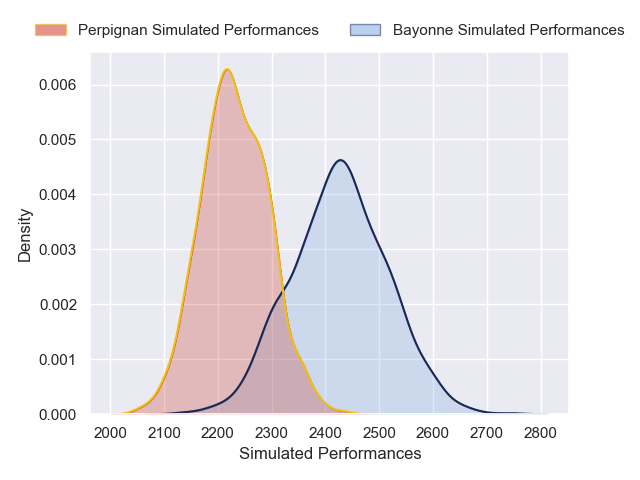 Perpignan Simulated Performances
Bayonne Simulated Performances
0.006
0.005
0.004
0.003
0.002
0.001
0.000
Density
2000 2100 2200 2300 2400 2500 2600 2700 2800
Simulated Performances